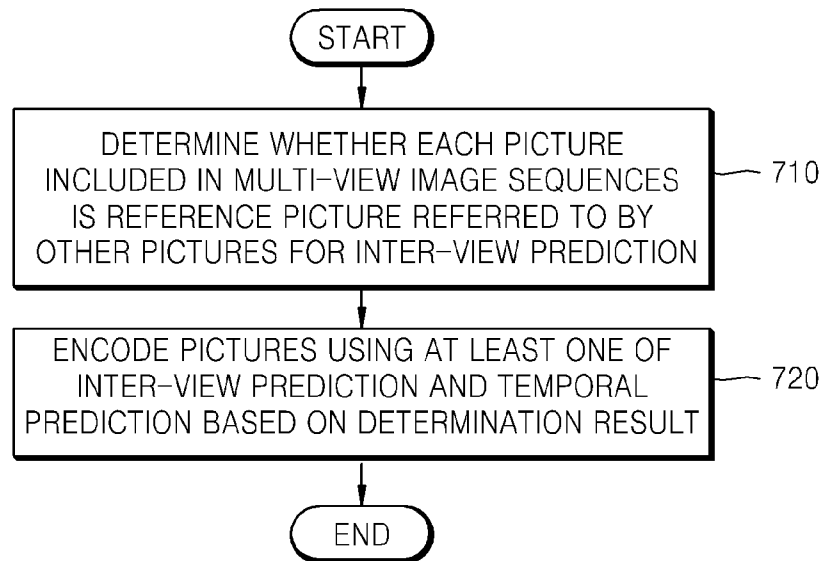 START
DETERMINE WHETHER EACH PICTURE
INCLUDED IN MULTI-VIEW IMAGE SEQUENCES
IS REFERENCE PICTURE REFERRED TO BY
OTHER PICTURES FOR INTER-VIEW PREDICTION
710
ENCODE PICTURES USING AT LEAST ONE OF
INTER-VIEW PREDICTION AND TEMPORAL
PREDICTION BASED ON DETERMINATION RESULT
720
END